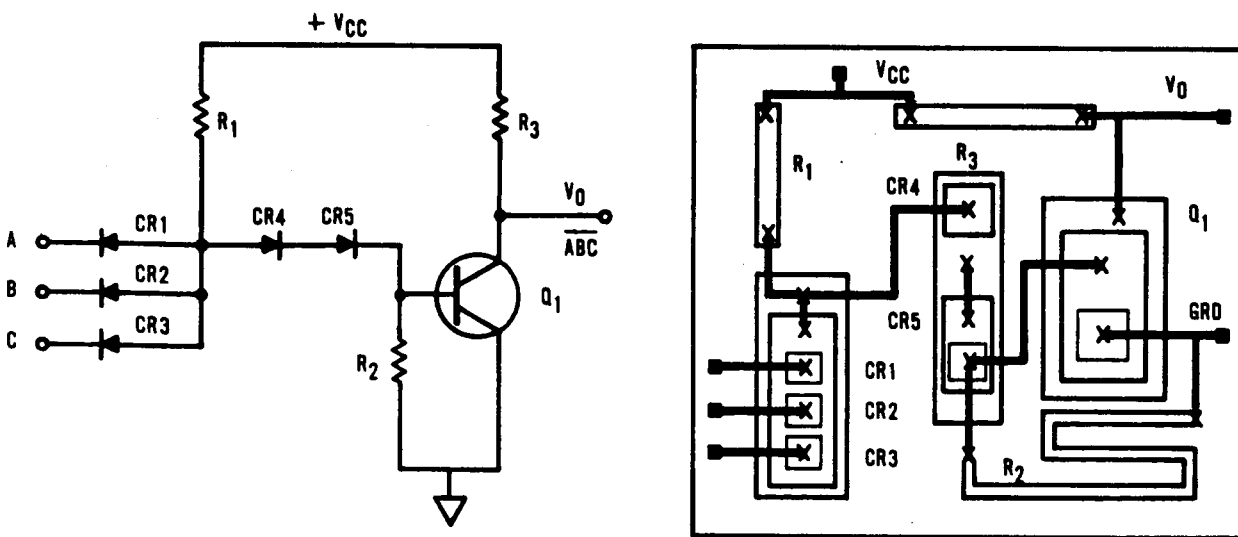 + VCC
R1
R3
V0
A
CR1
CR4
CR5
ABC
B
CR2
Q1
C
CR3
R2
VCC
V0
R1
R3
CR4
Q1
CR5
GRD
CR1
CR2
CR3
R2